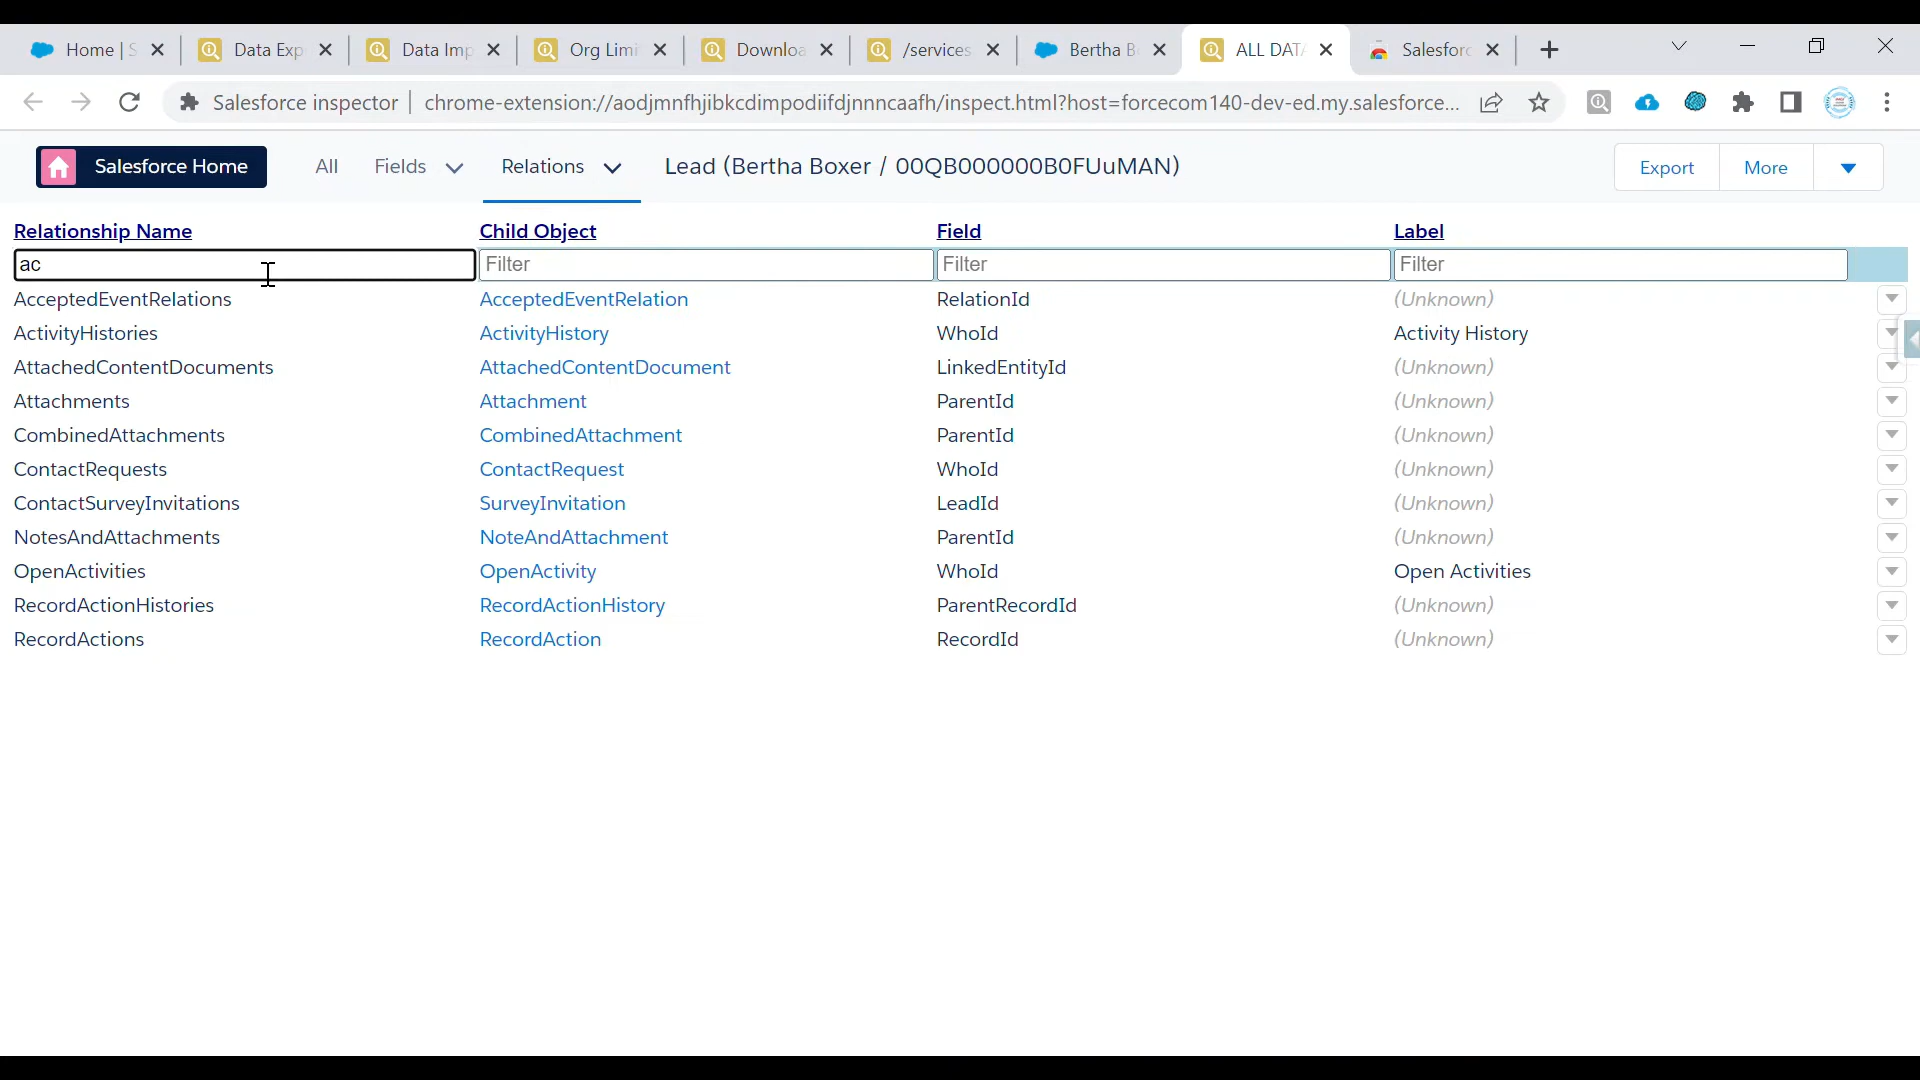 Home | S
Data Exp
Data Imp
Org Limi
Downloa
/services
Bertha B
ALL DATA
Salesforc
Salesforce inspector | chrome-extension://aodjmnfhjibkcdimpodiifdjnnncaafh/inspect.html?host=forcecom140-dev-ed.my.salesforce...
Salesforce Home All Fields Relations Lead (Bertha Boxer / 00QB000000B0FUuMAN) Export More
Relationship Name Child Object Field Label
ac Filter Filter Filter
AcceptedEventRelations AcceptedEventRelation RelationId (Unknown)
ActivityHistories ActivityHistory WhoId Activity History
AttachedContentDocuments AttachedContentDocument LinkedEntityId (Unknown)
Attachments Attachment ParentId (Unknown)
CombinedAttachments CombinedAttachment ParentId (Unknown)
ContactRequests ContactRequest WhoId (Unknown)
ContactSurveyInvitations SurveyInvitation LeadId (Unknown)
NotesAndAttachments NoteAndAttachment ParentId (Unknown)
OpenActivities OpenActivity WhoId Open Activities
RecordActionHistories RecordActionHistory ParentRecordId (Unknown)
RecordActions RecordAction RecordId (Unknown)